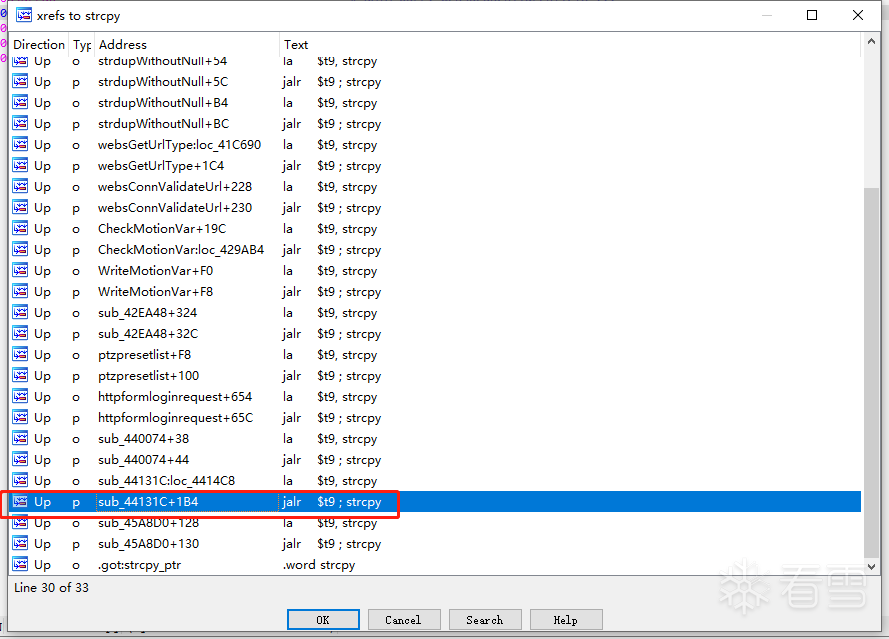 xrefs to strcpy
Direction Typ Address Text
Up o strdupWithoutNull+54 la $t9, strcpy
Up p strdupWithoutNull+5C jalr $t9 ; strcpy
Up o strdupWithoutNull+B4 la $t9, strcpy
Up p strdupWithoutNull+BC jalr $t9 ; strcpy
Up o websGetUrlType:loc_41C690 la $t9, strcpy
Up p websGetUrlType+1C4 jalr $t9 ; strcpy
Up o websConnValidateUrl+228 la $t9, strcpy
Up p websConnValidateUrl+230 jalr $t9 ; strcpy
Up o CheckMotionVar+19C la $t9, strcpy
Up p CheckMotionVar:loc_429AB4 jalr $t9 ; strcpy
Up o WriteMotionVar+F0 la $t9, strcpy
Up p WriteMotionVar+F8 jalr $t9 ; strcpy
Up o sub_42EA48+324 la $t9, strcpy
Up p sub_42EA48+32C jalr $t9 ; strcpy
Up o ptzpresetlist+F8 la $t9, strcpy
Up p ptzpresetlist+100 jalr $t9 ; strcpy
Up o httpformloginrequest+654 la $t9, strcpy
Up p httpformloginrequest+65C jalr $t9 ; strcpy
Up o sub_440074+38 la $t9, strcpy
Up p sub_440074+44 jalr $t9 ; strcpy
Up o sub_44131C:loc_4414C8 la $t9, strcpy
Up p sub_44131C+1B4 jalr $t9 ; strcpy
Up o sub_45A8D0+128 la $t9, strcpy
Up p sub_45A8D0+130 jalr $t9 ; strcpy
Up o .got:strcpy_ptr .word strcpy
Line 30 of 33
OK Cancel Search Help
看雪